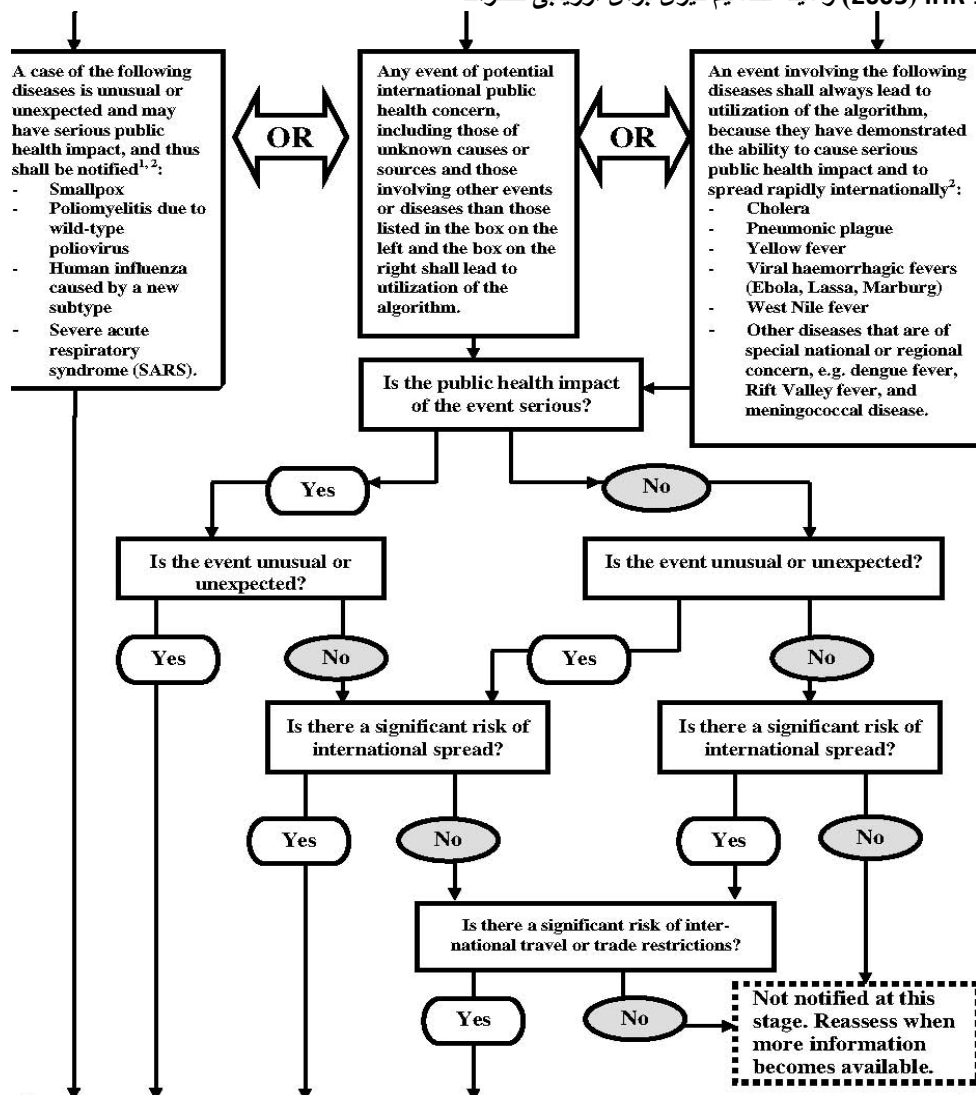 IHR (2005) برای ارزیابی
A case of the following
diseases is unusual or
unexpected and may
have serious public
health impact, and thus
shall be notified1, 2:
- Smallpox
- Poliomyelitis due to
wild-type
poliovirus
- Human influenza
caused by a new
subtype
- Severe acute
respiratory
syndrome (SARS).
OR
Any event of potential
international public
health concern,
including those of
unknown causes or
sources and those
involving other events
or diseases than those
listed in the box on the
left and the box on the
right shall lead to
utilization of the
algorithm.
OR
An event involving the following
diseases shall always lead to
utilization of the algorithm,
because they have demonstrated
the ability to cause serious
public health impact and to
spread rapidly internationally2:
- Cholera
- Pneumonic plague
- Yellow fever
- Viral haemorrhagic fevers
(Ebola, Lassa, Marburg)
- West Nile fever
- Other diseases that are of
special national or regional
concern, e.g. dengue fever,
Rift Valley fever, and
meningococcal disease.
Is the public health impact
of the event serious?
Yes
No
Is the event unusual or
unexpected?
Is the event unusual or unexpected?
Yes
No
Yes
No
Is there a significant risk of
international spread?
Is there a significant risk of
international spread?
Yes
No
Yes
No
Is there a significant risk of inter-
national travel or trade restrictions?
Yes
No
Not notified at this
stage. Reassess when
more information
becomes available.